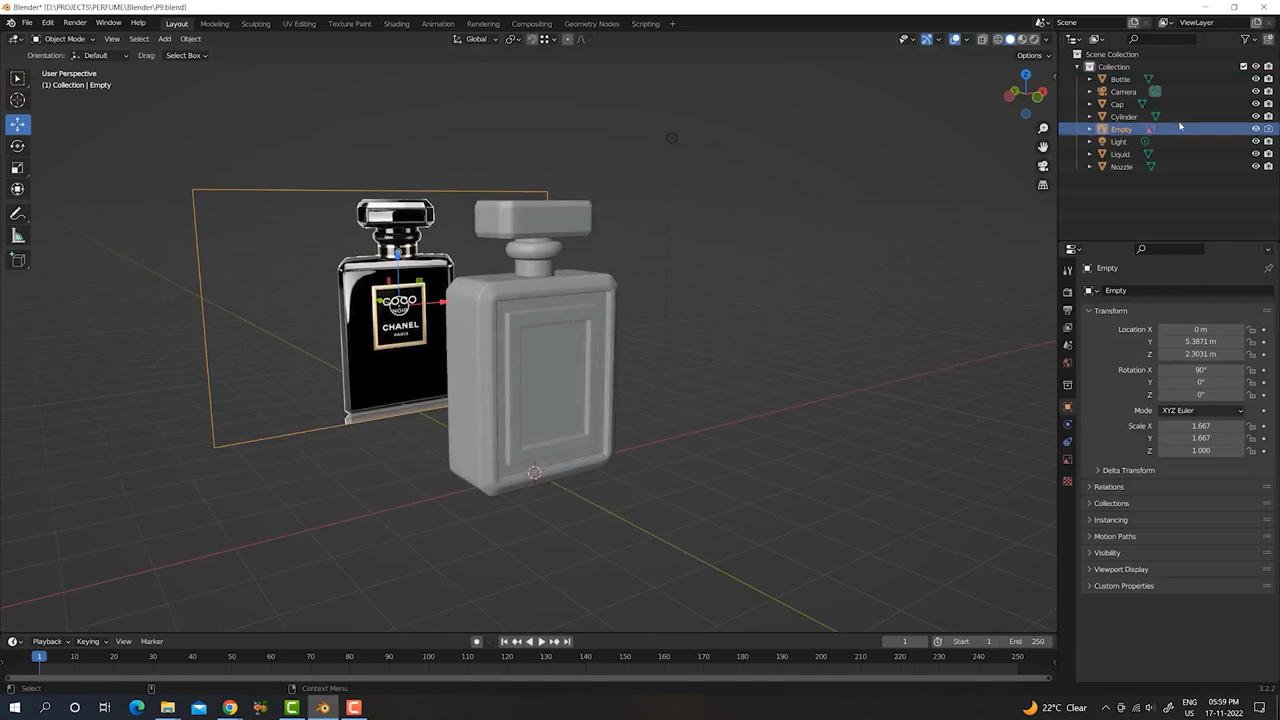 Blender* [D:\PROJECTS\PERFUME\Blender\P9.blend]
File Edit Render Window Help Layout Modeling Sculpting UV Editing Texture Paint Shading Animation Rendering Compositing Geometry Nodes Scripting + Scene ViewLayer
Object Mode View Select Add Object Global Options
Orientation: Default Drag: Select Box
User Perspective
(1) Collection | Empty
Scene Collection
Collection
Bottle
Camera
Cap
Cylinder
Empty
Light
Liquid
Nozzle
COCO
NOIR
CHANEL
PARIS
Empty
Empty
Transform
Location X 0 m
Y 5.3871 m
Z 2.3031 m
Rotation X 90°
Y 0°
Z 0°
Mode XYZ Euler
Scale X 1.667
Y 1.667
Z 1.000
Delta Transform
Relations
Collections
Instancing
Motion Paths
Visibility
Viewport Display
Custom Properties
Playback Keying View Marker 1 Start 1 End 250
1 10 20 30 40 50 60 70 80 90 100 110 120 130 140 150 160 170 180 190 200 210 220 230 240 250
Select Context Menu 3.2.2
22°C Clear ENG US 05:59 PM 17-11-2022